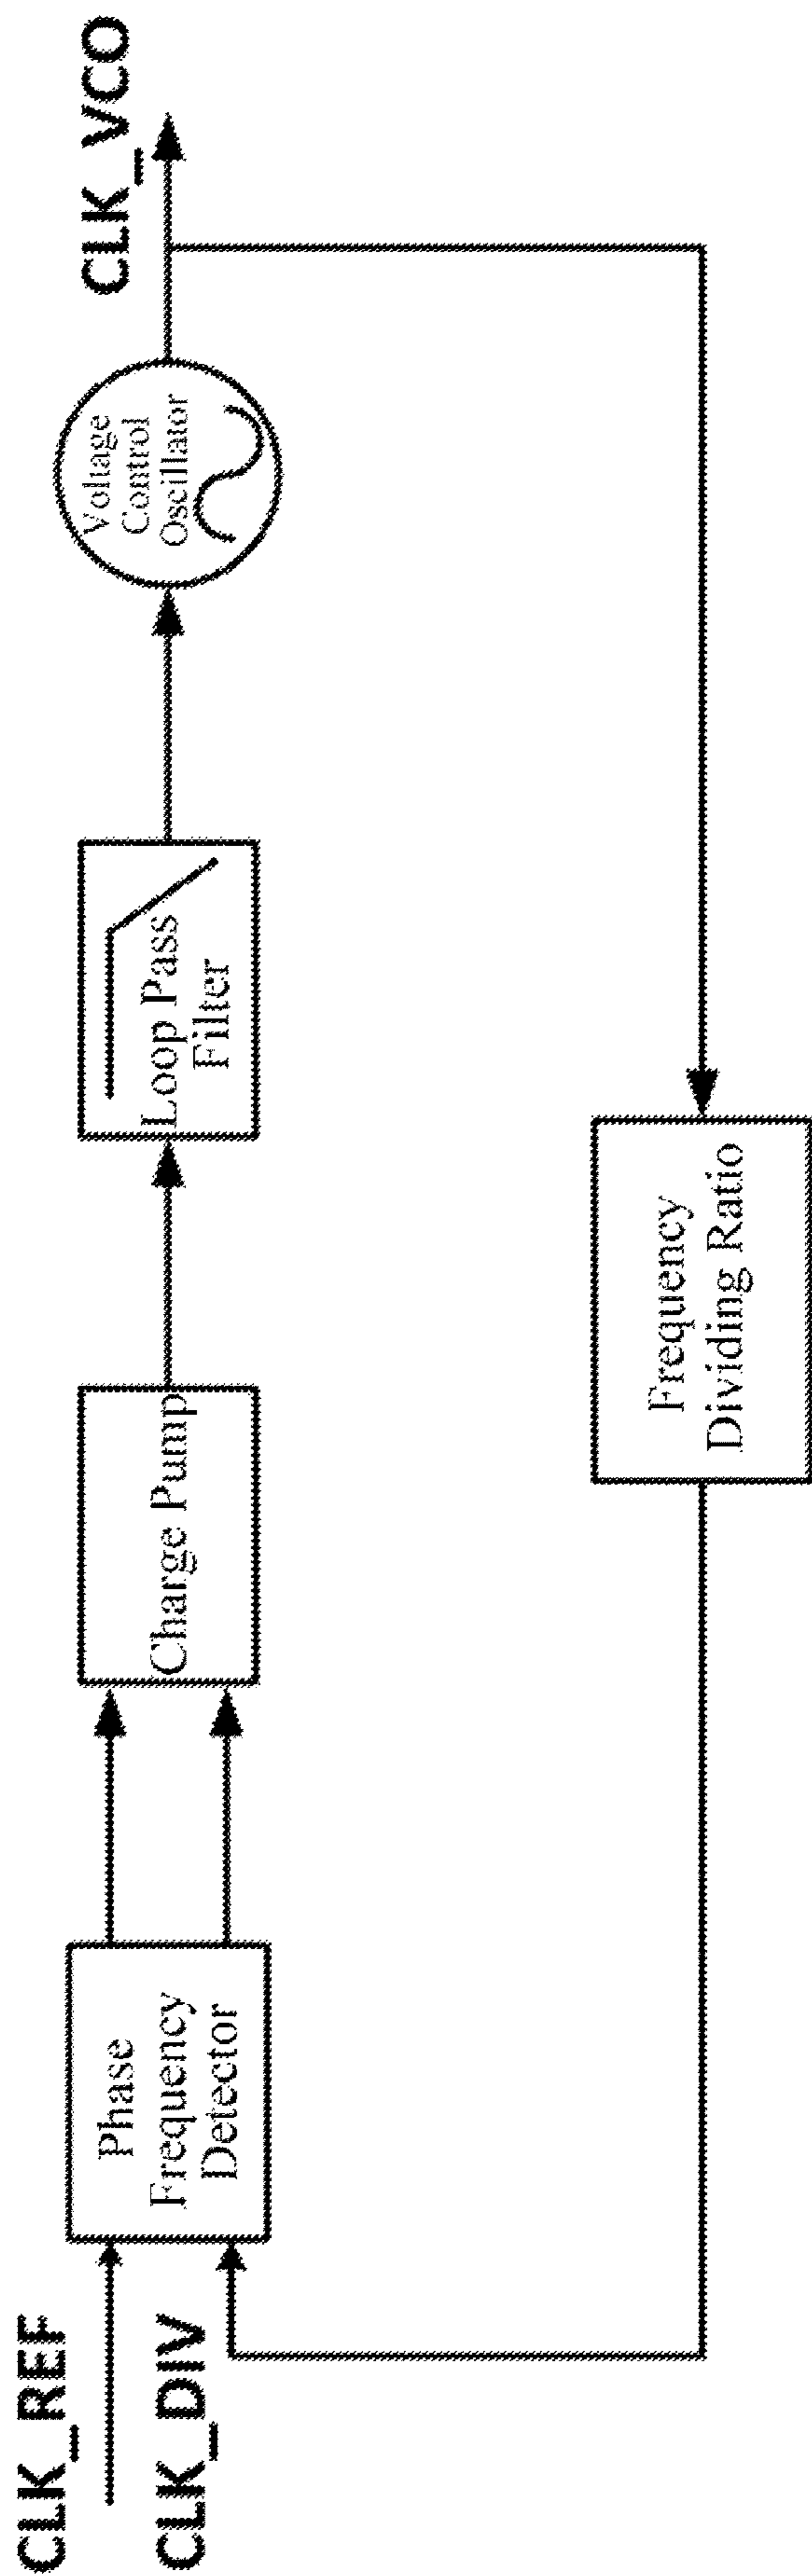 CLK_REF
CLK_DIV
Phase
Frequency
Detector
Charge Pump
Loop Pass
Filter
Voltage
Control
Oscillator
CLK_VCO
Frequency
Dividing Ratio